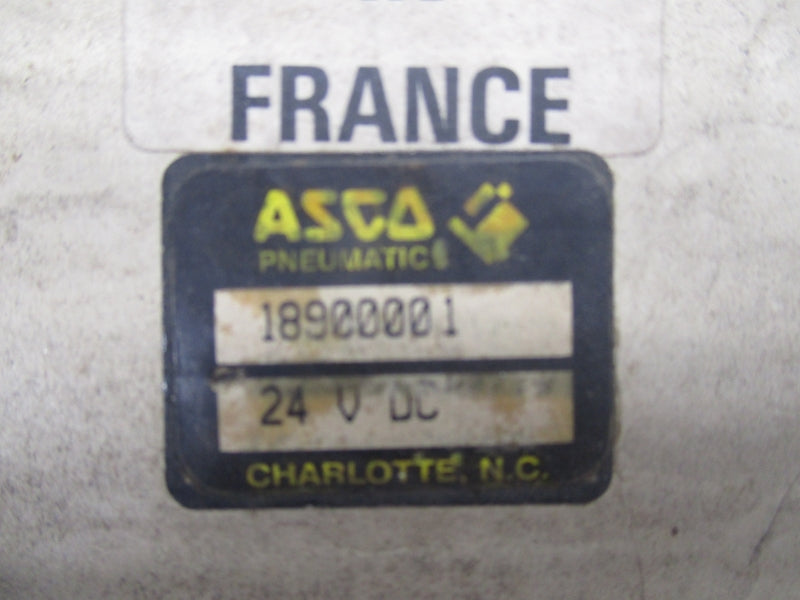 FRANCE
ASCO
PNEUMATICS
18900001
24 V DC
CHARLOTTE, N.C.